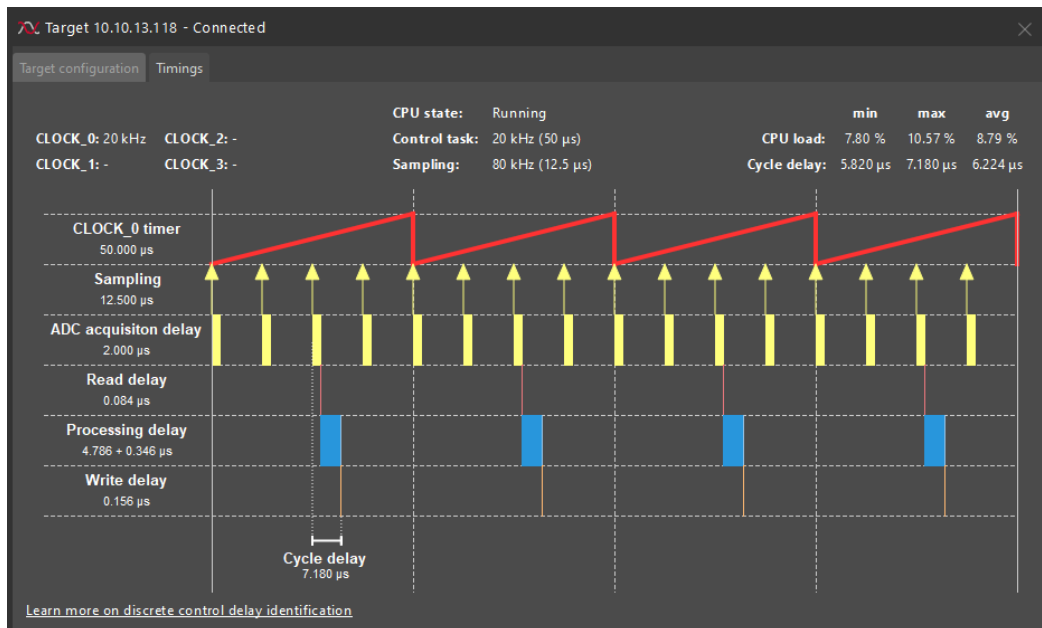 Target 10.10.13.118 - Connected
Target configuration Timings
CPU state: Running min max avg
CLOCK_0: 20 kHz CLOCK_2: - Control task: 20 kHz (50 µs) CPU load: 7.80 % 10.57 % 8.79 %
CLOCK_1: - CLOCK_3: - Sampling: 80 kHz (12.5 µs) Cycle delay: 5.820 µs 7.180 µs 6.224 µs
CLOCK_0 timer
50.000 µs
Sampling
12.500 µs
ADC acquisiton delay
2.000 µs
Read delay
0.084 µs
Processing delay
4.786 + 0.346 µs
Write delay
0.156 µs
Cycle delay
7.180 µs
Learn more on discrete control delay identification